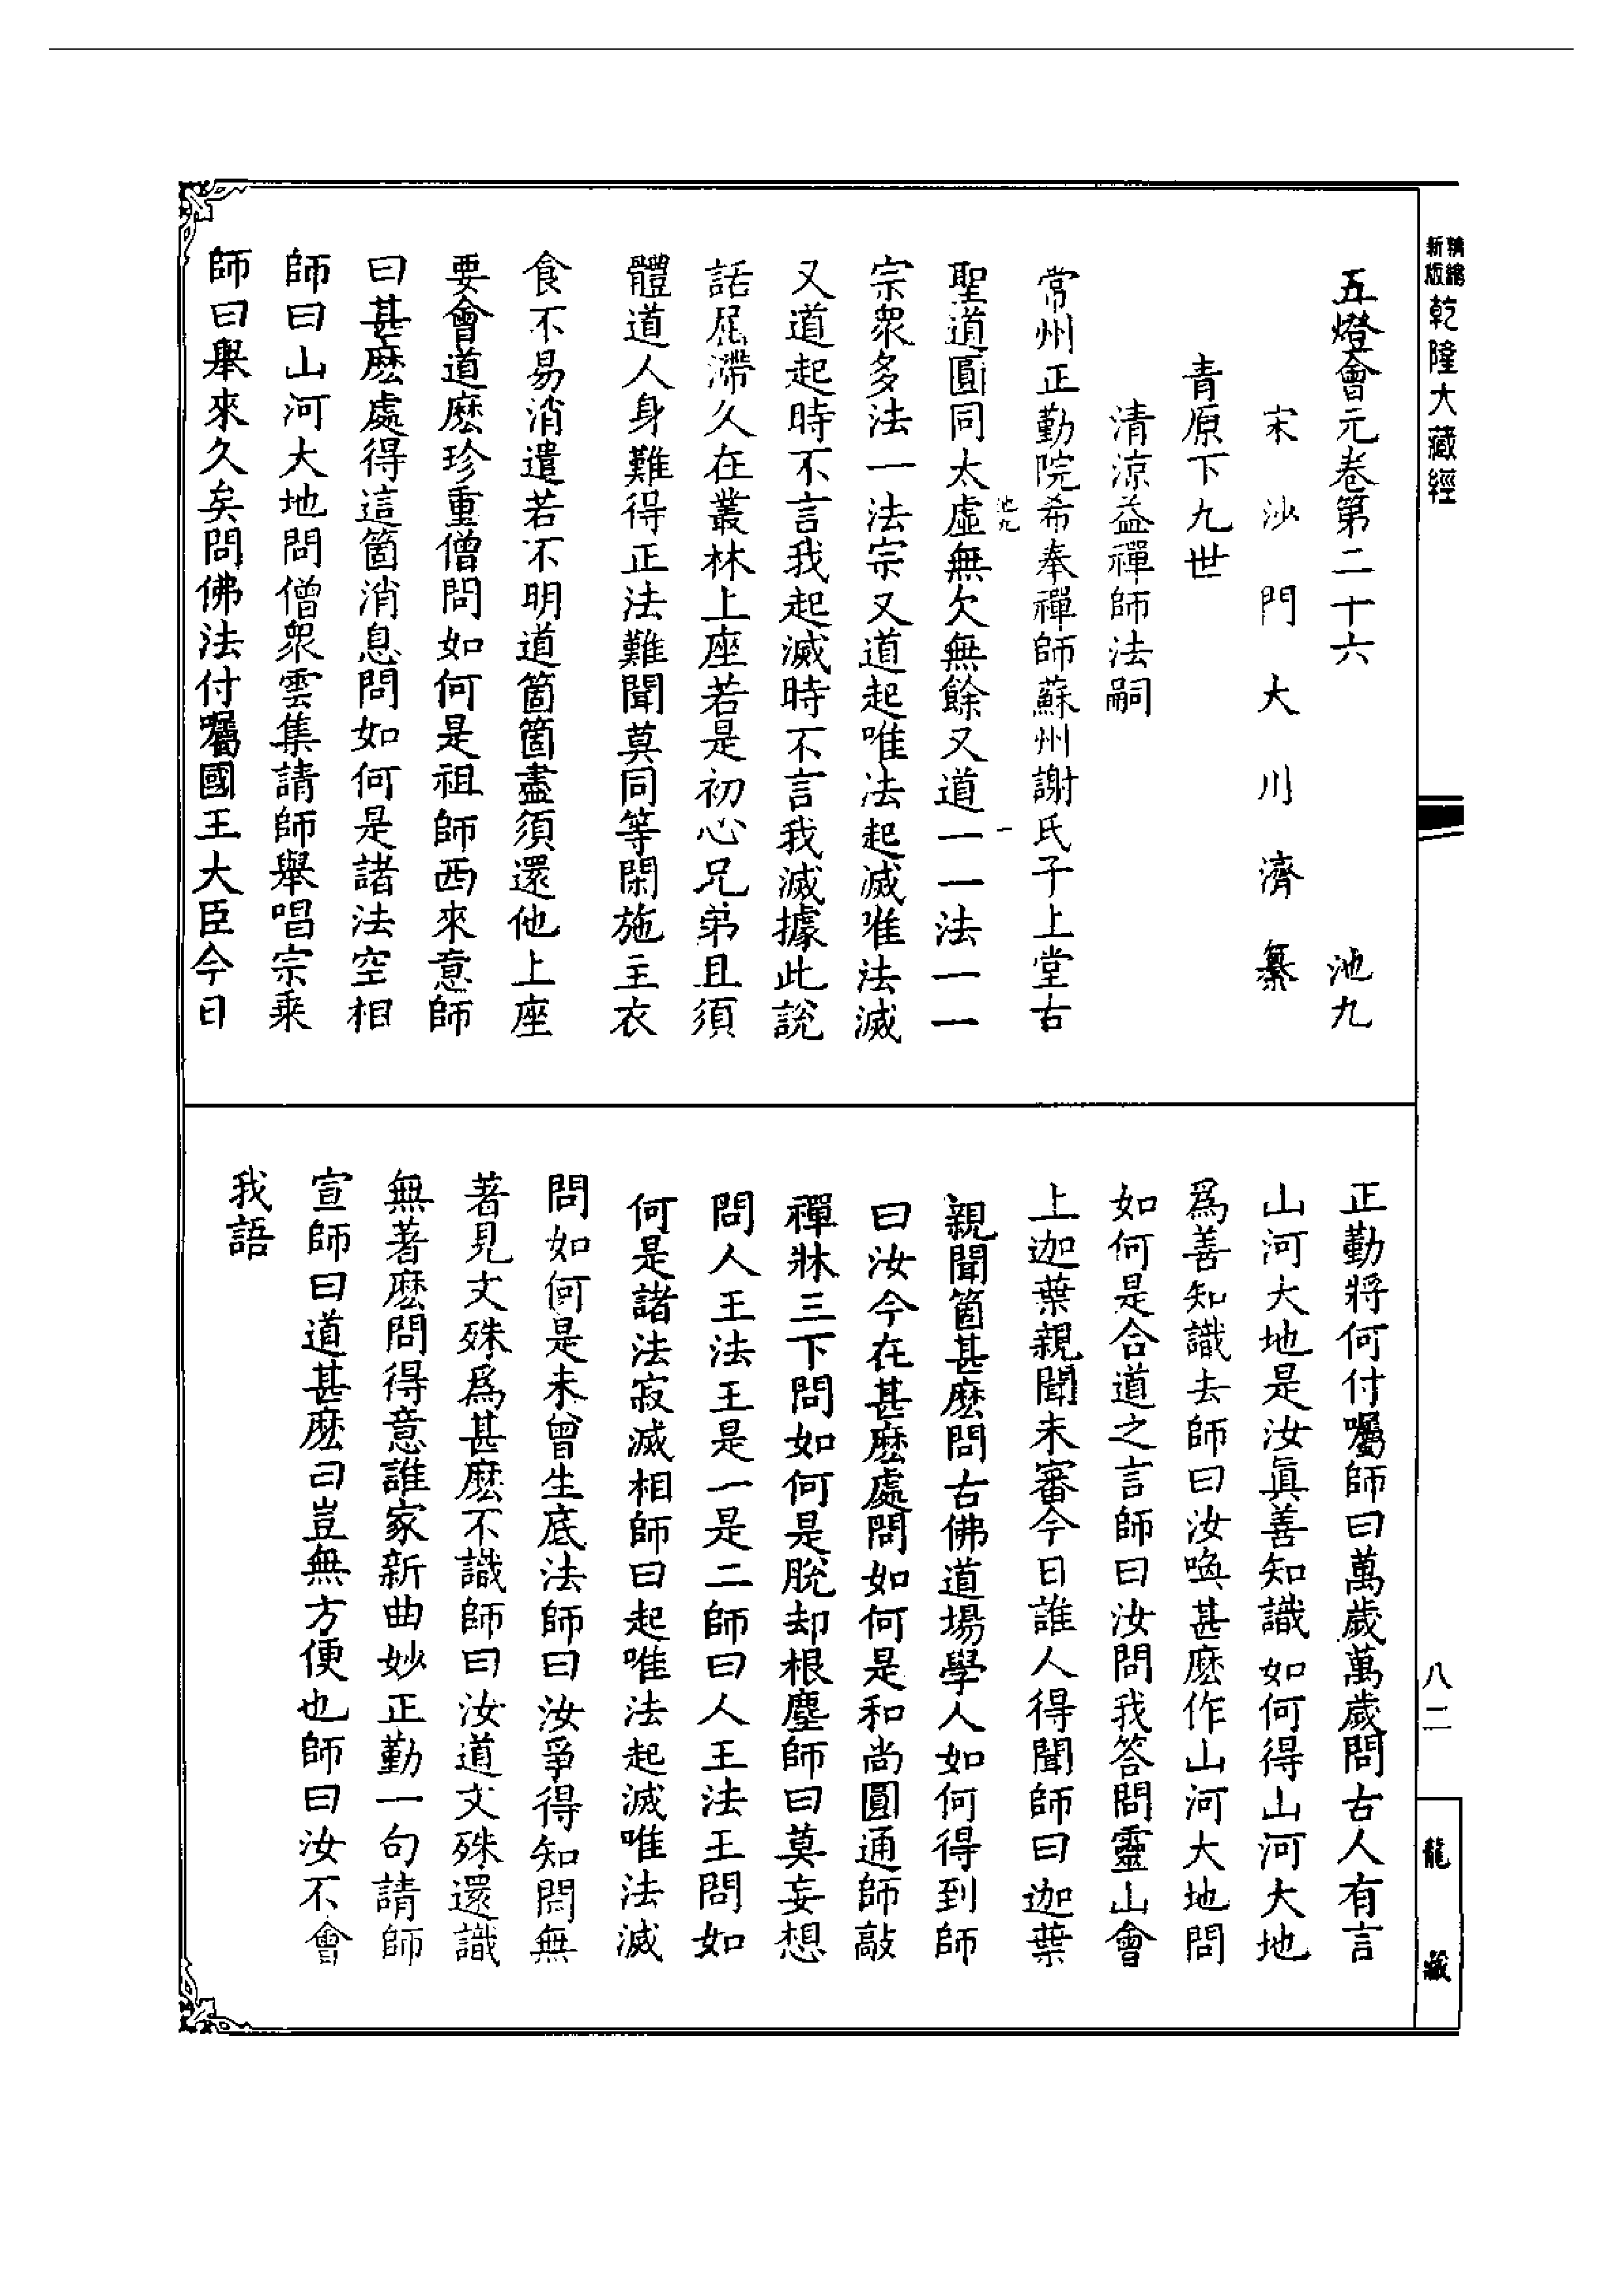 精編
新版
乾隆大藏經
五燈會元卷第二十六 池九
宋沙門大川濟纂
青原下九世
清涼益禪師法嗣
常州正勤院希奉禪師蘇州謝氏子上堂古
池九 一
聖道圓同太虛無欠無餘又道一一法一一
宗衆多法一法宗又道起唯法起滅唯法滅
又道起時不言我起滅時不言我滅據此說
話屈滯久在叢林上座若是初心兄弟且須
體道人身難得正法難聞莫同等閑施主衣
食不易消遣若不明道箇箇盡須還他上座
要會道麽珍重僧問如何是祖師西來意師
曰甚麽處得這箇消息問如何是諸法空相
師曰山河大地問僧衆雲集請師舉唱宗乘
師曰舉來久矣問佛法付囑國王大臣今日
正勤將何付囑師曰萬歲萬歲問古人有言
山河大地是汝眞善知識如何得山河大地
爲善知識去師曰汝喚甚麽作山河大地問
如何是合道之言師曰汝問我答問靈山會
上迦葉親聞未審今日誰人得聞師曰迦葉
親聞箇甚麽問古佛道場學人如何得到師
曰汝今在甚麽處問如何是和尚圓通師敲
禪牀三下問如何是脫却根塵師曰莫妄想
問人王法王是一是二師曰人王法王問如
何是諸法寂滅相師曰起唯法起滅唯法滅
問如何是未曾生底法師曰汝爭得知問無
著見文殊爲甚麽不識師曰汝道文殊還識
無著麽問得意誰家新曲妙正勤一句請師
宣師曰道甚麽曰豈無方便也師曰汝不會
我語
八二
龍藏